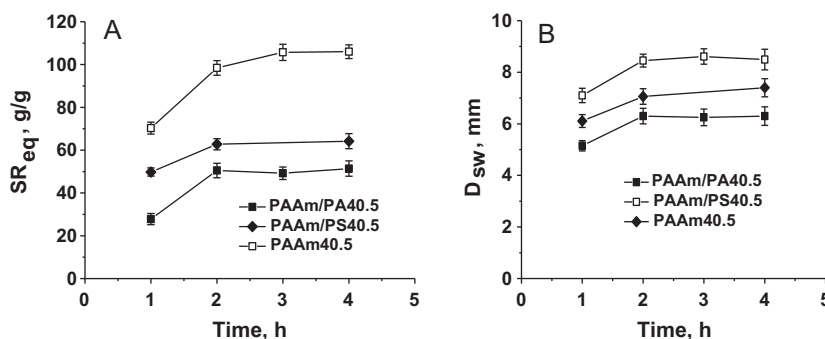 A
120
100
80
60
40
20
0
SReq, g/g
PAAm/PA40.5
PAAm/PS40.5
PAAm40.5
0 1 2 3 4 5
Time, h
B
10
8
6
4
2
0
Dsw, mm
PAAm/PA40.5
PAAm/PS40.5
PAAm40.5
0 1 2 3 4 5
Time, h